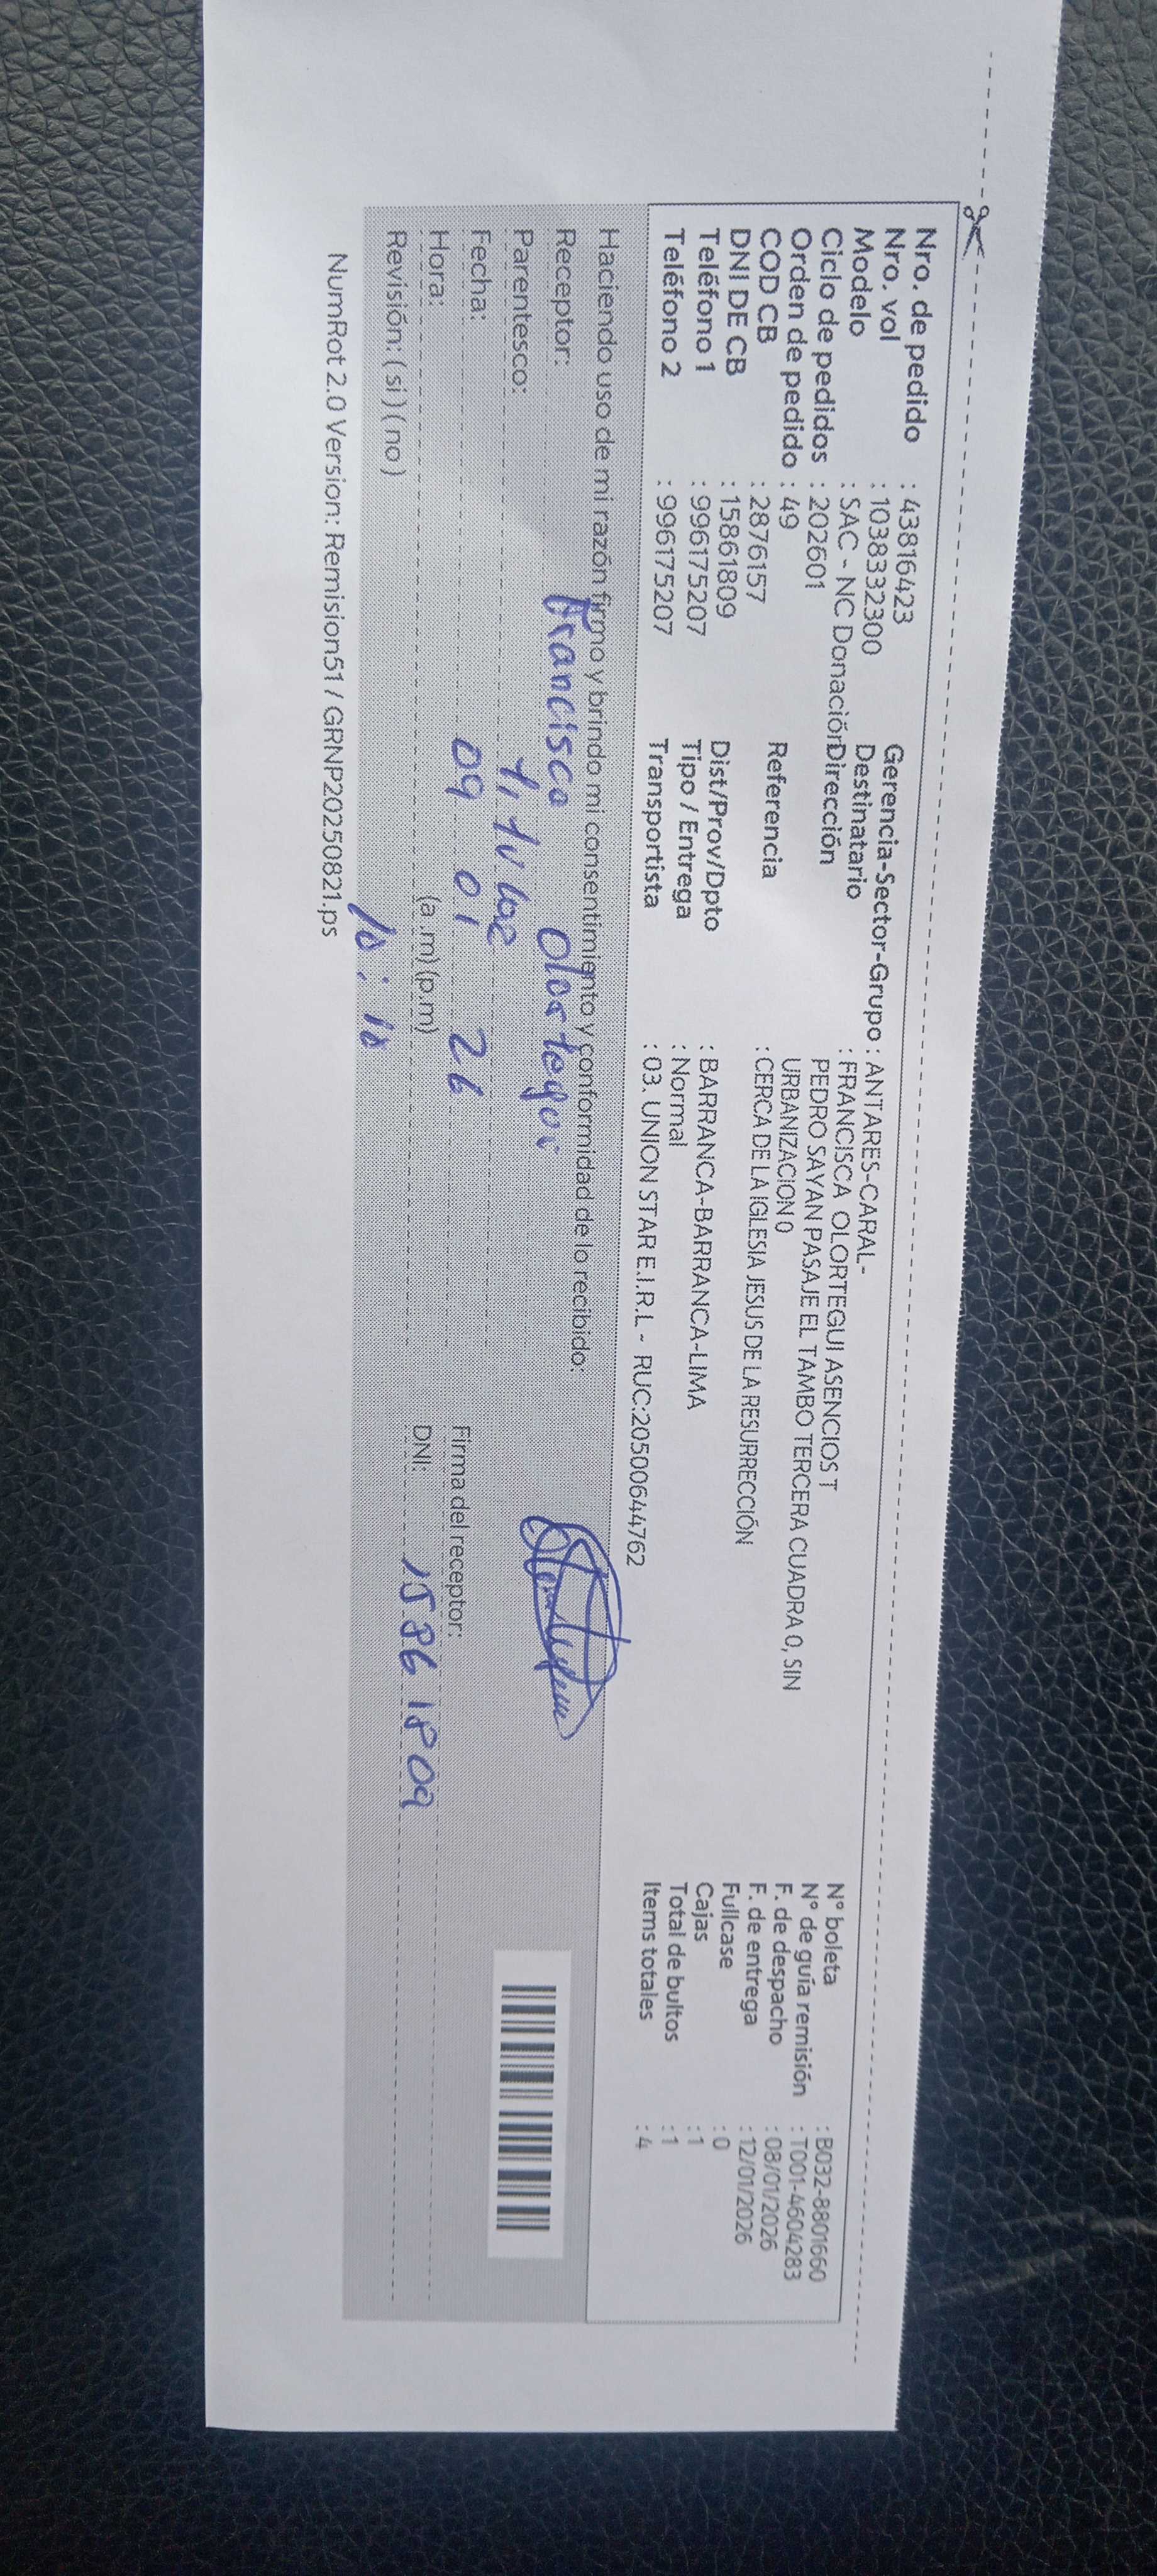 Nro. de pedido : 43816423
Nro. vol : 1038332300
Modelo : SAC - NC Donación
Ciclo de pedidos : 202601
Orden de pedido : 49
COD CB : 2876157
DNI DE CB : 15861809
Teléfono 1 : 996175207
Teléfono 2 : 996175207
Gerencia-Sector-Grupo : ANTARES-CARAL-
Destinatario : FRANCISCA OLORTEGUI ASENCIOS T
Dirección PEDRO SAYAN PASAJE EL TAMBO TERCERA CUADRA 0, SIN
URBANIZACION 0
Referencia : CERCA DE LA IGLESIA JESUS DE LA RESURRECCIÓN
Dist/Prov/Dpto : BARRANCA-BARRANCA-LIMA
Tipo / Entrega : Normal
Transportista : 03. UNION STAR E.I.R.L - RUC:20500644762
N° boleta : B032-8801660
N° de guía remisión : T001-4604283
F. de despacho : 08/01/2026
F. de entrega : 12/01/2026
Fullcase : 0
Cajas : 1
Total de bultos : 1
Items totales : 4
Haciendo uso de mi razón firmo y brindo mi consentimiento y conformidad de lo recibido:
Receptor: Francisca
Parentesco:
Fecha: 09 01 26
Hora: 10:10 (a.m) (p.m)
Revisión: (si) (no)
Firma del receptor:
DNI: 15861809
NumRot 2.0 Version: Remision51 / GRNP20250821.ps